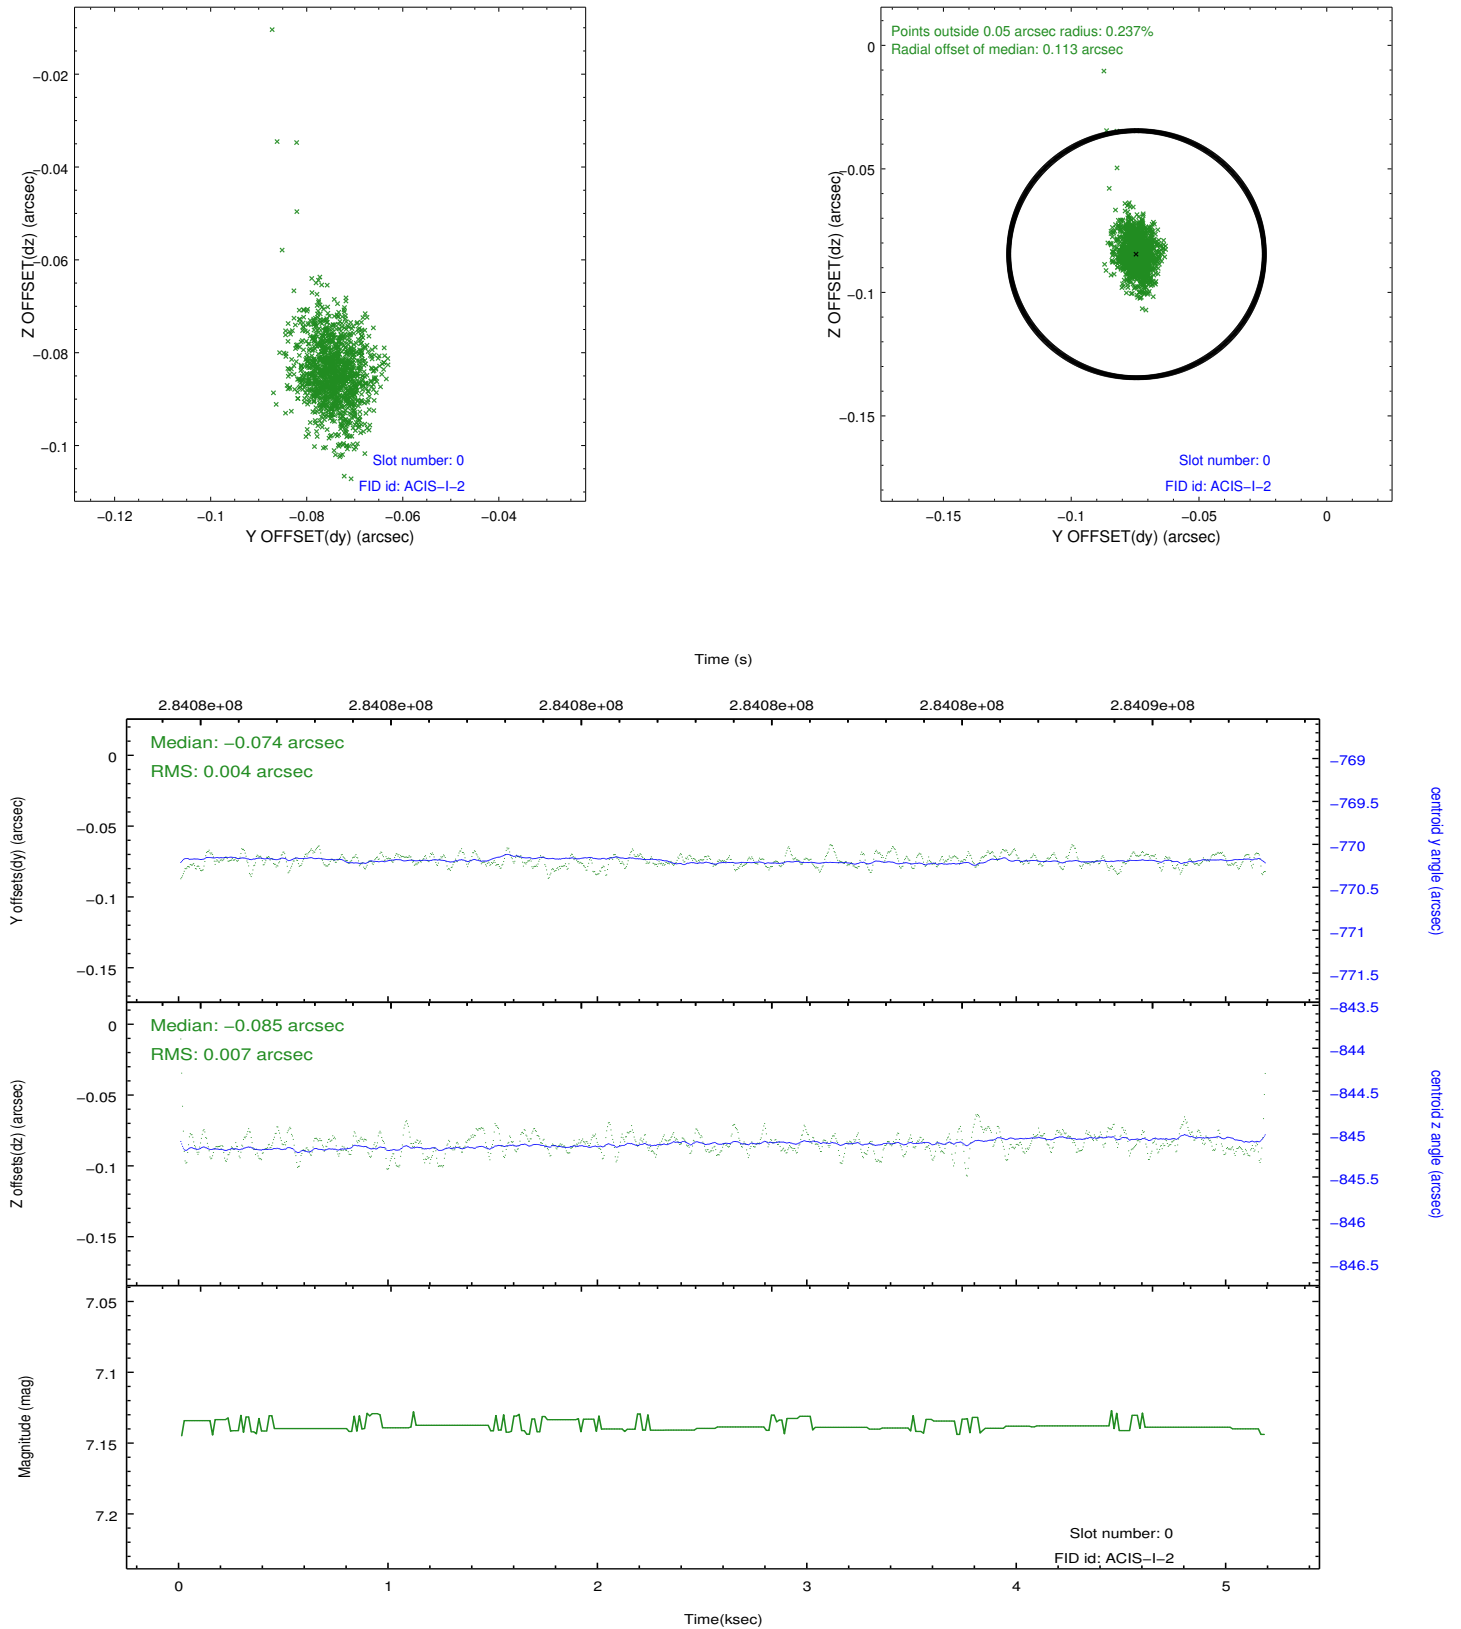 −0.02
−0.04
−0.06
−0.08
−0.1
Z OFFSET(dz) (arcsec)
Slot number: 0
FID id: ACIS−I−2
−0.12
−0.1
−0.08
−0.06
−0.04
Y OFFSET(dy) (arcsec)
Points outside 0.05 arcsec radius: 0.237%
Radial offset of median: 0.113 arcsec
0
−0.05
−0.1
−0.15
Z OFFSET(dz) (arcsec)
Slot number: 0
FID id: ACIS−I−2
−0.15
−0.1
−0.05
0
Y OFFSET(dy) (arcsec)
Time (s)
2.8408e+08
2.8408e+08
2.8408e+08
2.8408e+08
2.8408e+08
2.8409e+08
Median: −0.074 arcsec
RMS: 0.004 arcsec
0
−0.05
−0.1
−0.15
Y offsets(dy) (arcsec)
−769
−769.5
−770
−770.5
−771
−771.5
centroid y angle (arcsec)
Median: −0.085 arcsec
RMS: 0.007 arcsec
0
−0.05
−0.1
−0.15
Z offsets(dz) (arcsec)
−843.5
−844
−844.5
−845
−845.5
−846
−846.5
centroid z angle (arcsec)
7.05
7.1
7.15
7.2
Magnitude (mag)
Slot number: 0
FID id: ACIS−I−2
0
1
2
3
4
5
Time(ksec)